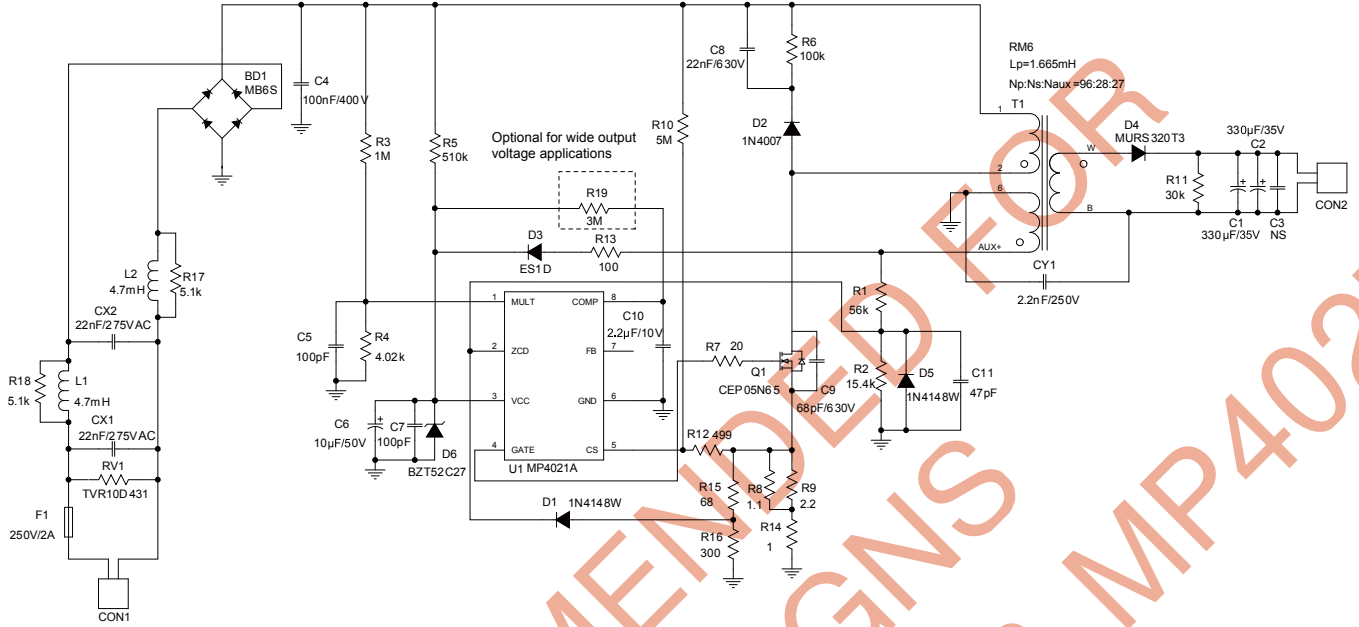 BD1
MB6S
C4
100nF/400V
R3
1M
R5
510k
Optional for wide output
voltage applications
R19
3M
R10
5M
C8
22nF/630V
R6
100k
D2
1N4007
RM6
Lp=1.665mH
Np:Ns:Naux=96:28:27
T1
1
2
6
AUX+
W
B
D4
MURS320T3
R11
30k
330µF/35V
C2
C1
330µF/35V
C3
NS
CON2
CY1
2.2nF/250V
D3
ES1D
R13
100
L2
4.7mH
R17
5.1k
CX2
22nF/275VAC
R18
5.1k
L1
4.7mH
CX1
22nF/275VAC
RV1
TVR10D431
F1
250V/2A
CON1
C5
100pF
R4
4.02k
C6
10µF/50V
C7
100pF
D6
BZT52C27
1 MULT
2 ZCD
3 VCC
4 GATE
COMP 8
FB 7
GND 6
CS 5
U1 MP4021A
C10
2.2µF/10V
R7 20
Q1
CEP05N65
C9
68pF/630V
R1
56k
R2
15.4k
D5
1N4148W
C11
47pF
R12 499
R15
68
R8
1.1
R9
2.2
R14
1
R16
300
D1 1N4148W
MENDED FOR
GNS
MP402